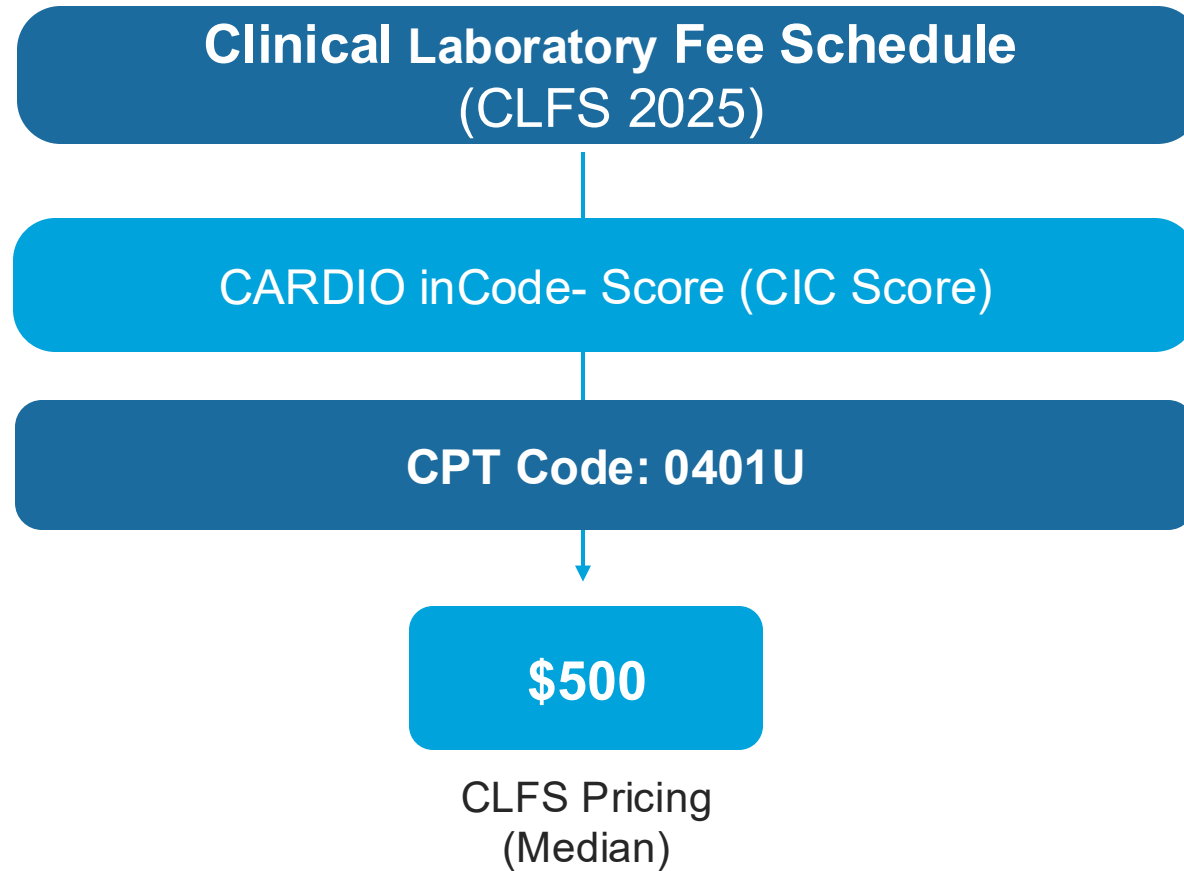 Clinical Laboratory Fee Schedule
(CLFS 2025)
CARDIO inCode- Score (CIC Score)
CPT Code: 0401U
$500
CLFS Pricing
(Median)